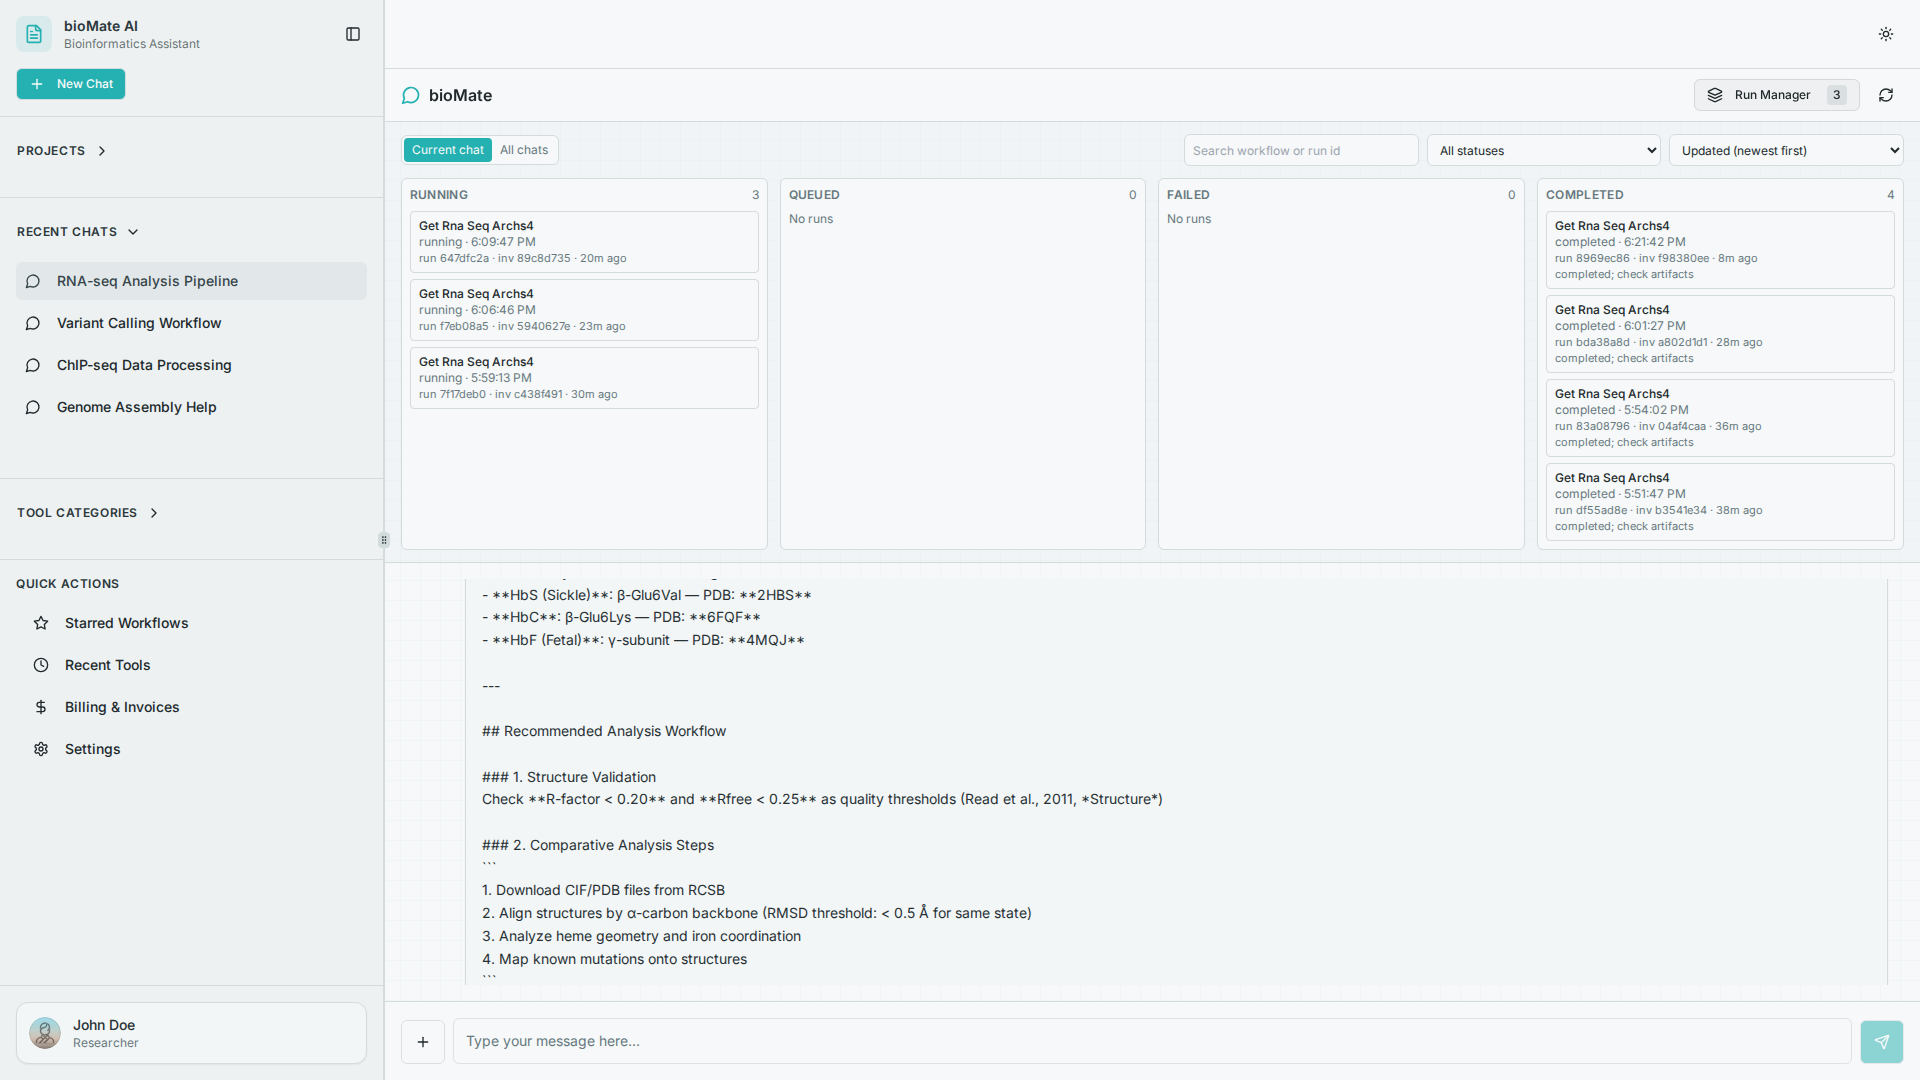 bioMate AI
Bioinformatics Assistant
New Chat
PROJECTS
RECENT CHATS
RNA-seq Analysis Pipeline
Variant Calling Workflow
ChIP-seq Data Processing
Genome Assembly Help
TOOL CATEGORIES
QUICK ACTIONS
Starred Workflows
Recent Tools
Billing & Invoices
Settings
John Doe
Researcher
bioMate
Run Manager 3
Current chat All chats
Search workflow or run id
All statuses
Updated (newest first)
RUNNING 3
Get Rna Seq Archs4
running · 6:09:47 PM
run 647dfc2a · inv 89c8d735 · 20m ago
Get Rna Seq Archs4
running · 6:06:46 PM
run f7eb08a5 · inv 5940627e · 23m ago
Get Rna Seq Archs4
running · 5:59:13 PM
run 7f17deb0 · inv c438f491 · 30m ago
QUEUED 0
No runs
FAILED 0
No runs
COMPLETED 4
Get Rna Seq Archs4
completed · 6:21:42 PM
run 8969ec86 · inv f98380ee · 8m ago
completed; check artifacts
Get Rna Seq Archs4
completed · 6:01:27 PM
run bda38a8d · inv a802d1d1 · 28m ago
completed; check artifacts
Get Rna Seq Archs4
completed · 5:54:02 PM
run 83a08796 · inv 04af4caa · 36m ago
completed; check artifacts
Get Rna Seq Archs4
completed · 5:51:47 PM
run df55ad8e · inv b3541e34 · 38m ago
completed; check artifacts
- **HbS (Sickle)**: β-Glu6Val — PDB: **2HBS**
- **HbC**: β-Glu6Lys — PDB: **6FQF**
- **HbF (Fetal)**: γ-subunit — PDB: **4MQJ**
---
## Recommended Analysis Workflow
### 1. Structure Validation
Check **R-factor < 0.20** and **Rfree < 0.25** as quality thresholds (Read et al., 2011, *Structure*)
### 2. Comparative Analysis Steps
```
1. Download CIF/PDB files from RCSB
2. Align structures by α-carbon backbone (RMSD threshold: < 0.5 Å for same state)
3. Analyze heme geometry and iron coordination
4. Map known mutations onto structures
```
Type your message here...